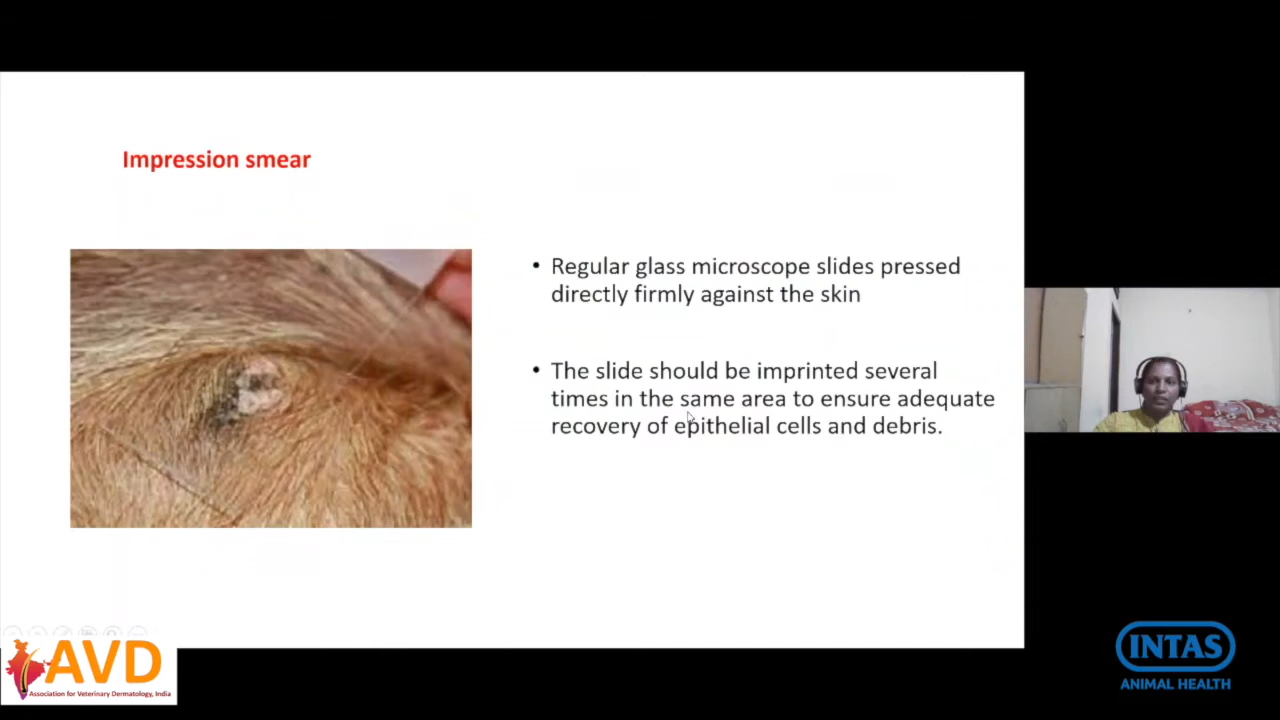 Impression smear
• Regular glass microscope slides pressed
directly firmly against the skin
• The slide should be imprinted several
times in the same area to ensure adequate
recovery of epithelial cells and debris.
AVD
Association for Veterinary Dermatology, India
INTAS
ANIMAL HEALTH